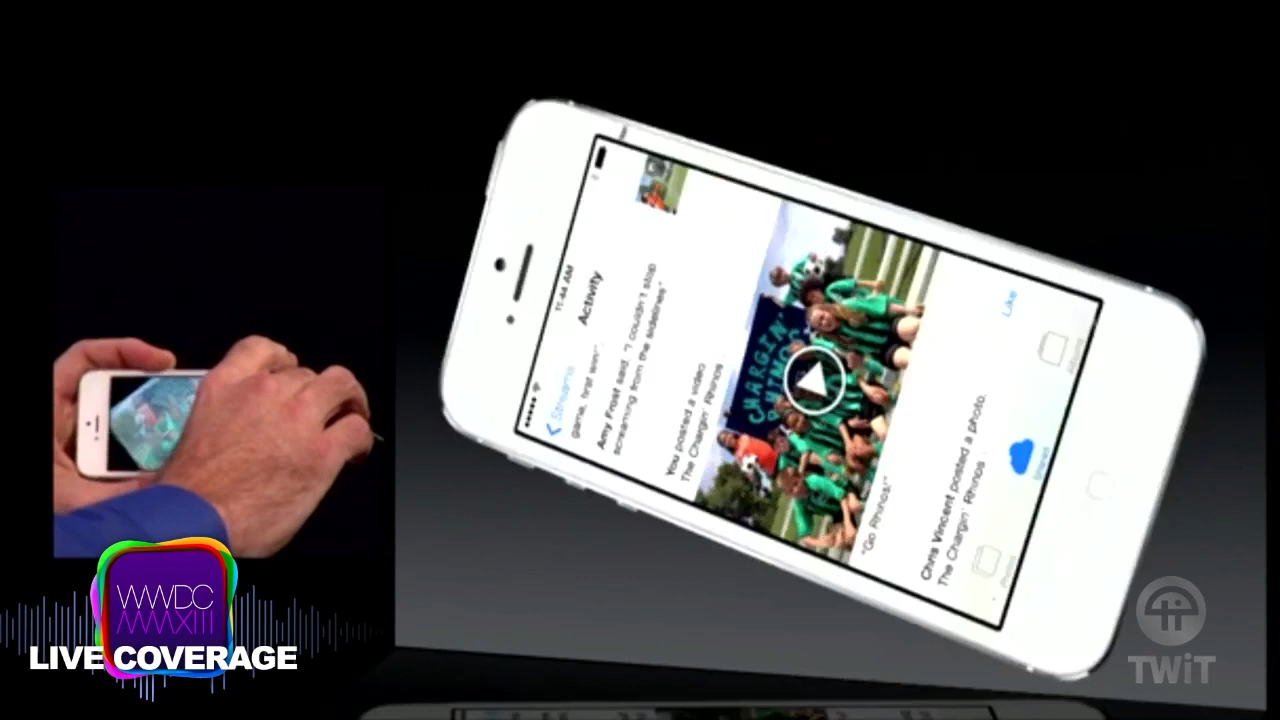 11:44 AM
Streams
Activity
game, first win!".
Amy Frost said, "I couldn't stop
screaming from the sidelines"
You posted a video
The Chargin' Rhinos
CHARGIN'
RHINOS
"Go Rhinos!"
Like
Chris Vincent posted a photo.
The Chargin' Rhinos
WWDC
MMXIII
LIVE COVERAGE
TWiT